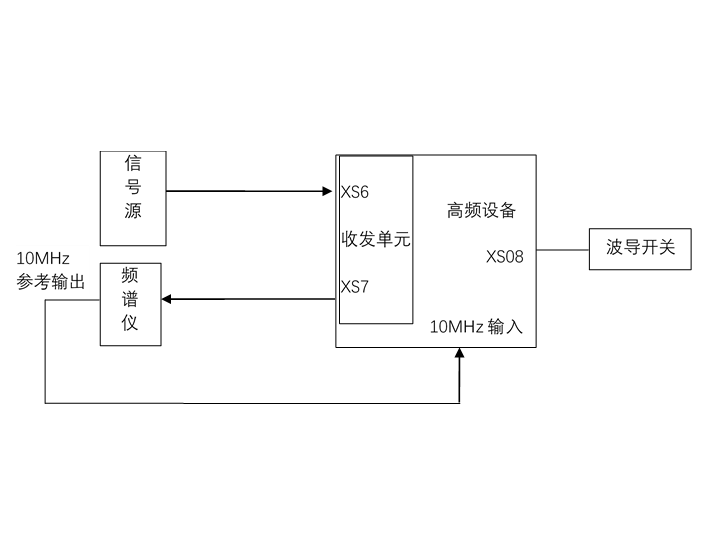 信
号
源
XS6
收发单元
XS7
高频设备
XS08
10MHz 输入
波导开关
10MHz
参考输出
频
谱
仪